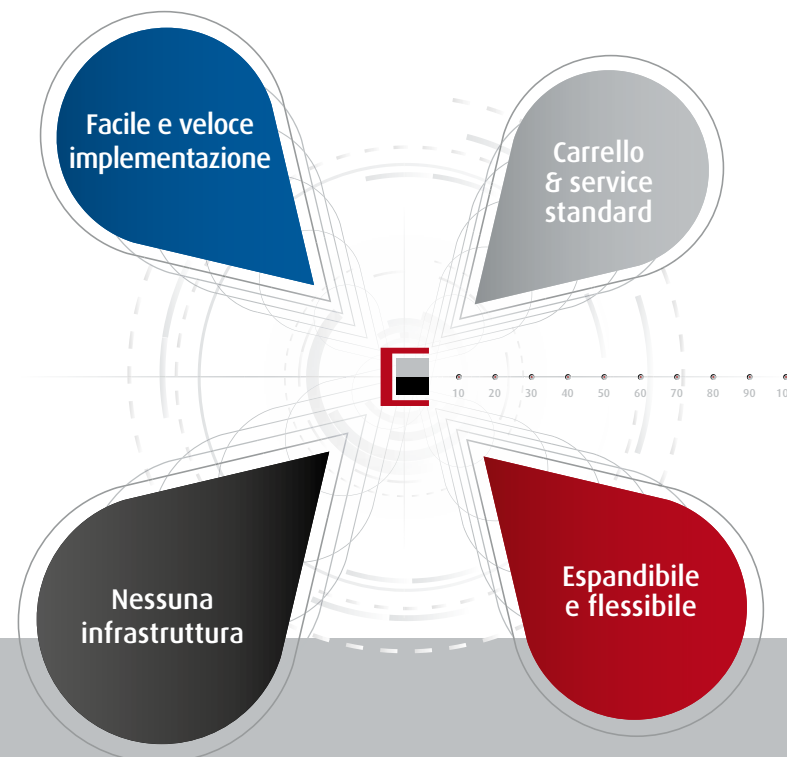 Facile e veloce
implementazione
Carrello
& service
standard
10 20 30 40 50 60 70 80 90
Nessuna
infrastruttura
Espandibile
e flessibile